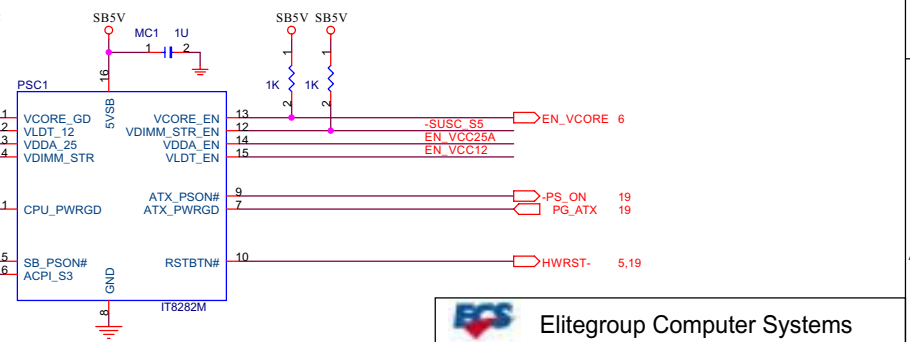 SB5V SB5V SB5V
MC1 1U
1 2
16
1 1
PSC1
1K 1K
5VSB
2 2
1 VCORE_GD VCORE_EN 13 EN_VCORE 6
2 VLDT_12 VDIMM_STR_EN 12 -SUSC_S5
3 VDDA_25 VDDA_EN 14 EN_VCC25A
4 VDIMM_STR VLDT_EN 15 EN_VCC12
ATX_PSON# 9 -PS_ON 19
1 CPU_PWRGD ATX_PWRGD 7 PG_ATX 19
5 SB_PSON# RSTBTN# 10 HWRST- 5,19
6 ACPI_S3
GND
IT8282M
8
ECS Elitegroup Computer Systems